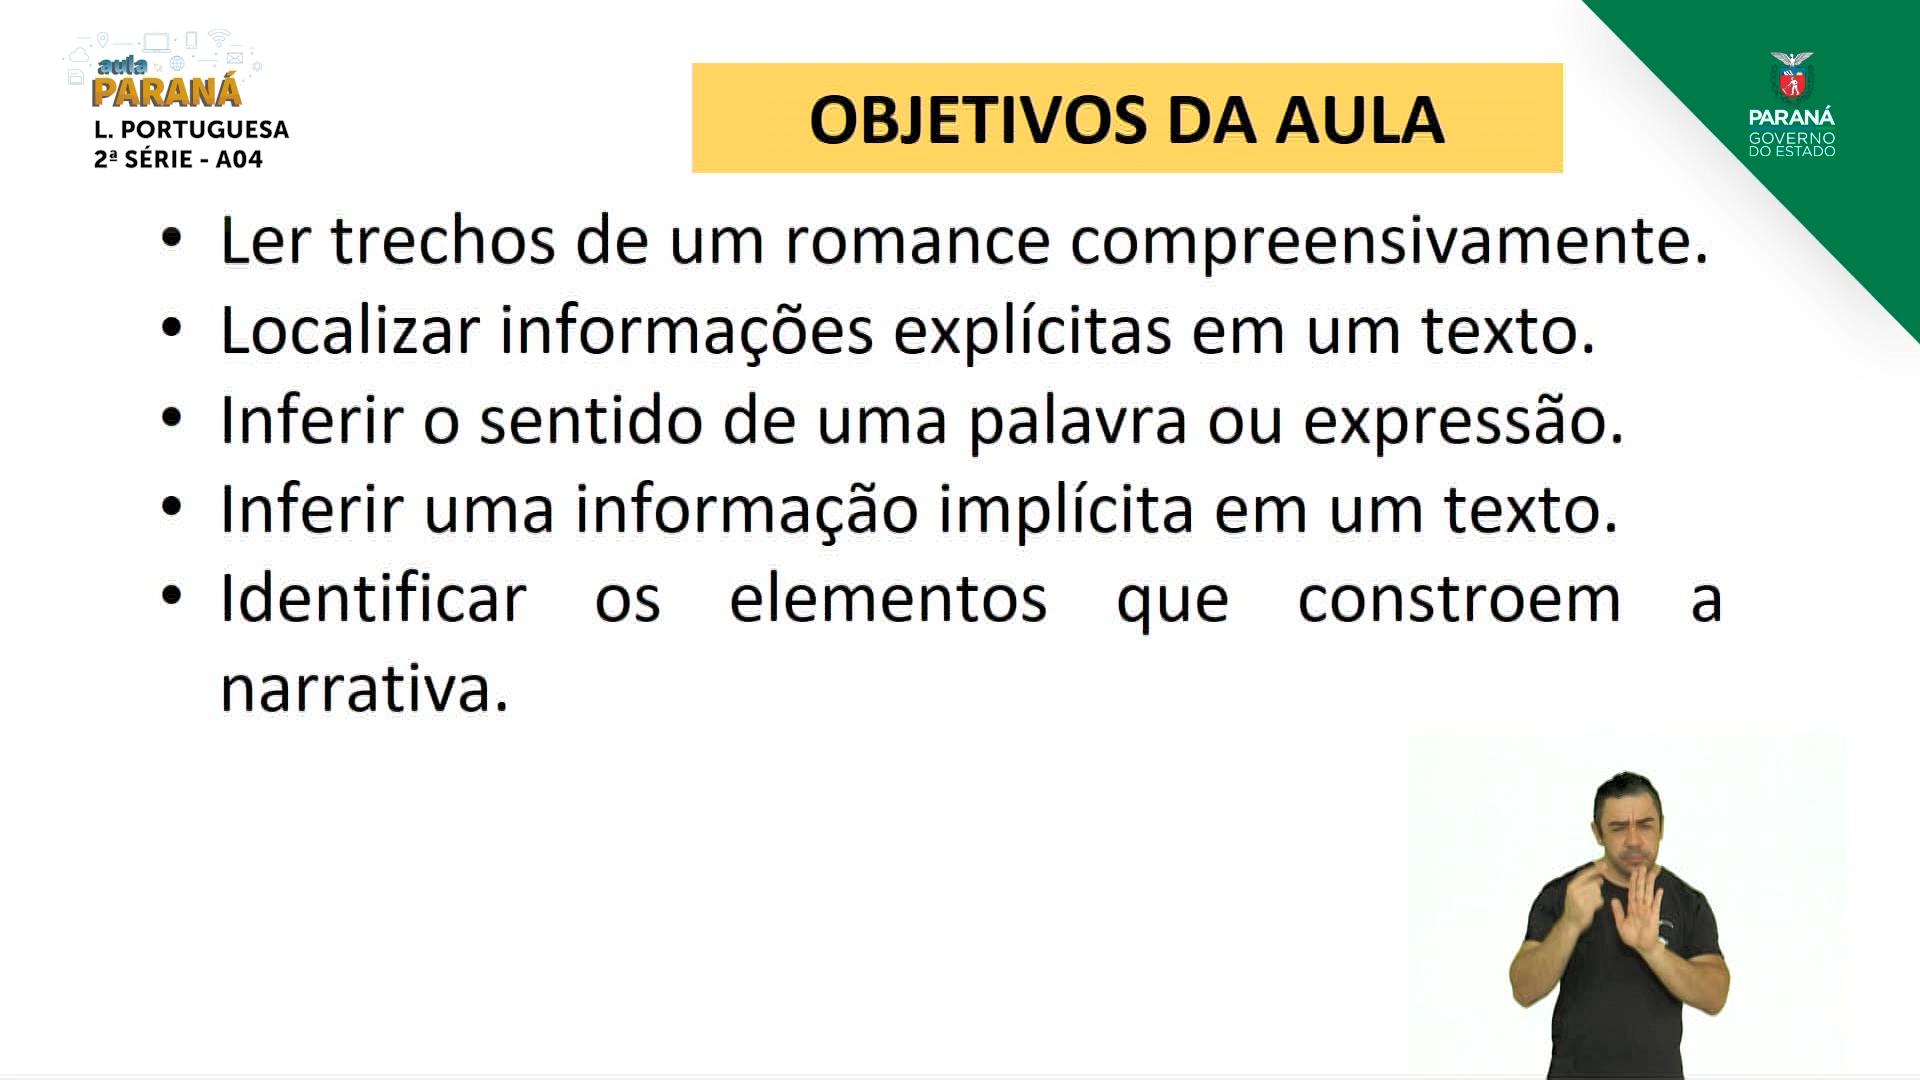 aula
PARANÁ
L. PORTUGUESA
2ª SÉRIE - A04
OBJETIVOS DA AULA
PARANÁ
GOVERNO
DO ESTADO
• Ler trechos de um romance compreensivamente.
• Localizar informações explícitas em um texto.
• Inferir o sentido de uma palavra ou expressão.
• Inferir uma informação implícita em um texto.
• Identificar os elementos que constroem a
narrativa.